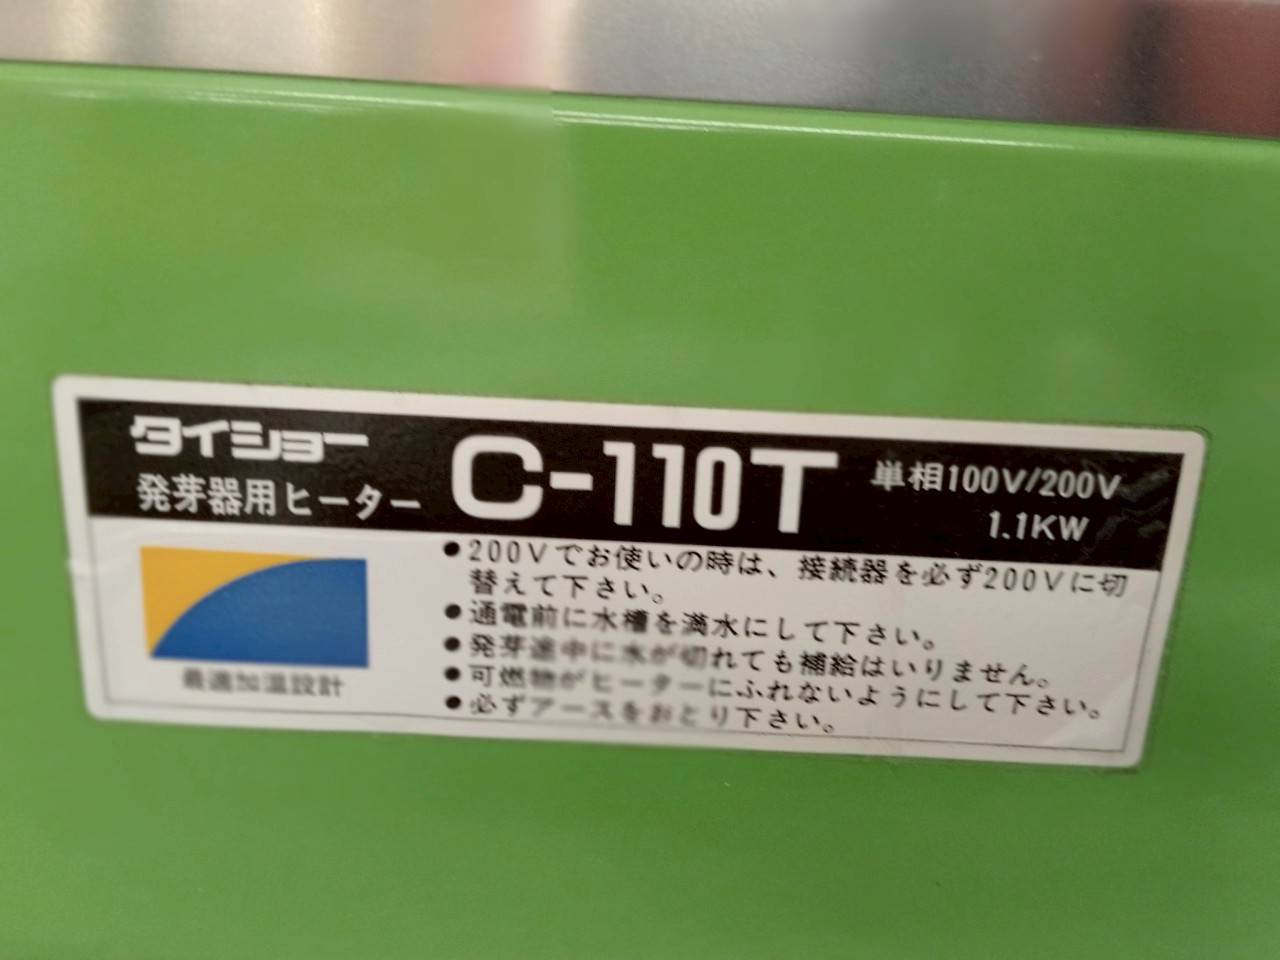 タイショー
発芽器用ヒーター
C-110T
単相100V/200V
1.1KW
最適加温設計
●200Vでお使いの時は、接続器を必ず200Vに切
替えて下さい。
●通電前に水槽を満水にして下さい。
●発芽途中に水が切れても補給はいりません。
●可燃物がヒーターにふれないようにして下さい。
●必ずアースをおとり下さい。